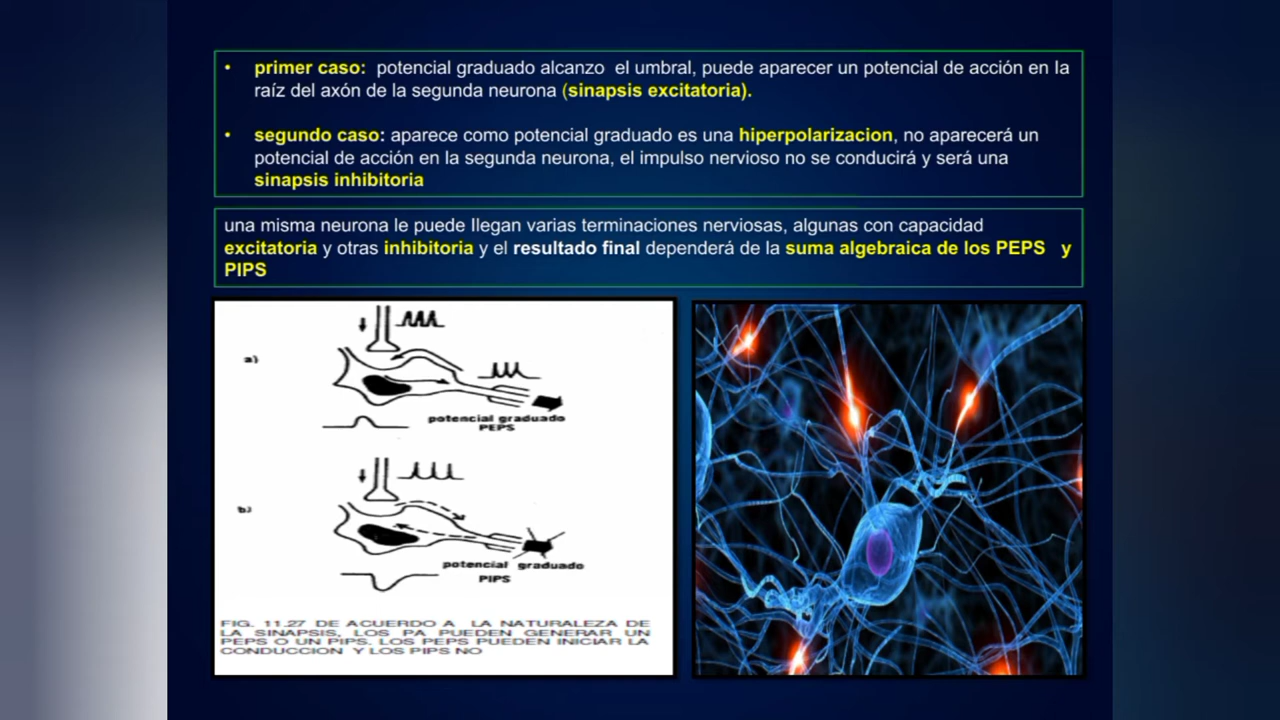 • primer caso: potencial graduado alcanzo el umbral, puede aparecer un potencial de acción en la
raíz del axón de la segunda neurona (sinapsis excitatoria).
• segundo caso: aparece como potencial graduado es una hiperpolarizacion, no aparecerá un
potencial de acción en la segunda neurona, el impulso nervioso no se conducirá y será una
sinapsis inhibitoria
una misma neurona le puede llegan varias terminaciones nerviosas, algunas con capacidad
excitatoria y otras inhibitoria y el resultado final dependerá de la suma algebraica de los PEPS y
PIPS
a)
potencial graduado
PEPS
b)
potencial graduado
PIPS
FIG. 11.27 DE ACUERDO A LA NATURALEZA DE
LA SINAPSIS, LOS PA PUEDEN GENERAR UN
PEPS O UN PIPS. LOS PEPS PUEDEN INICIAR LA
CONDUCCION Y LOS PIPS NO